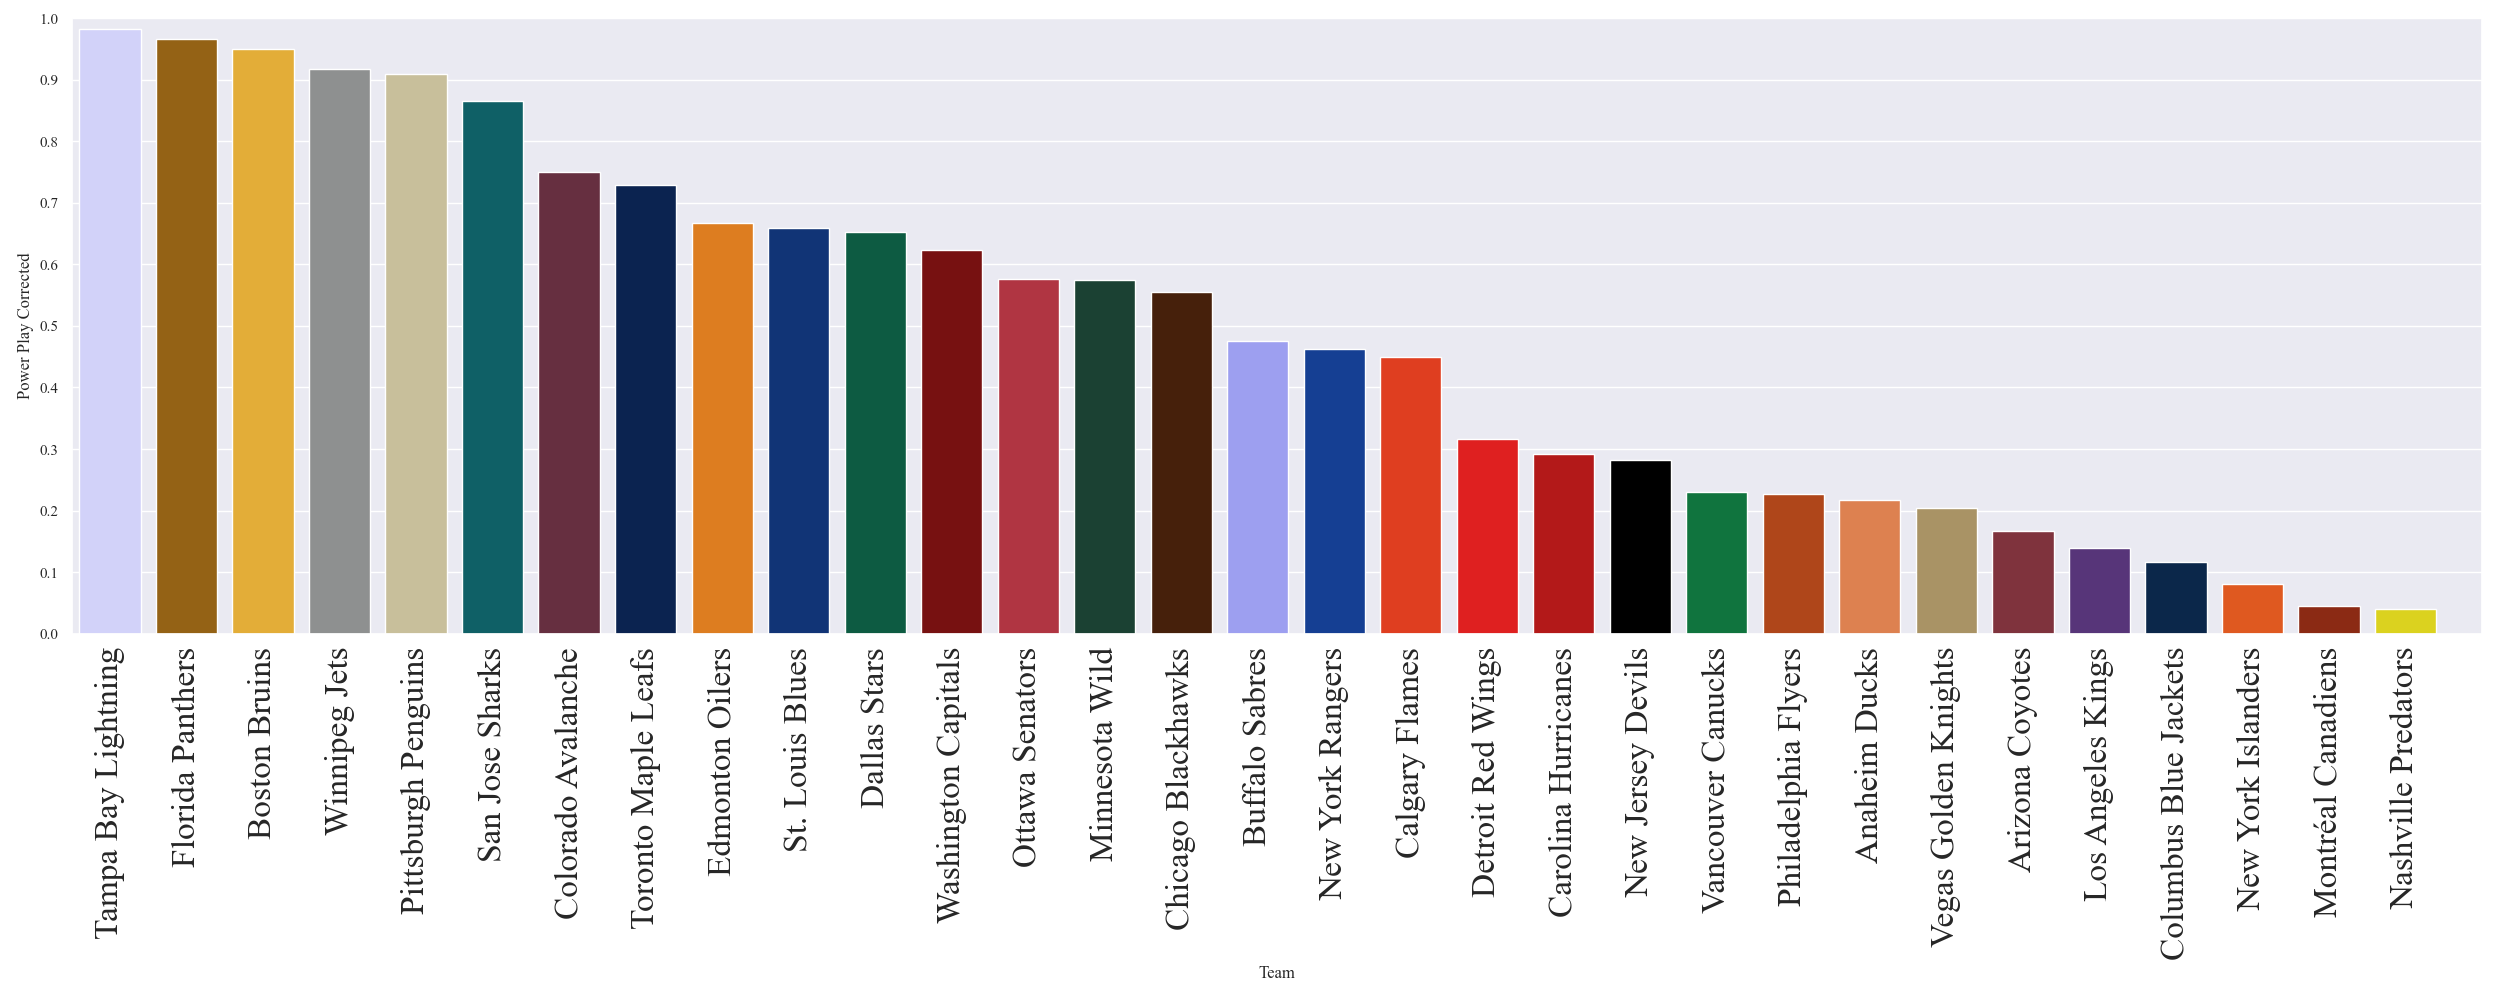 1.0
0.9
0.8
0.7
0.6
0.5
0.4
0.3
0.2
0.1
0.0
Power Play Corrected
Tampa Bay Lightning
Florida Panthers
Boston Bruins
Winnipeg Jets
Pittsburgh Penguins
San Jose Sharks
Colorado Avalanche
Toronto Maple Leafs
Edmonton Oilers
St. Louis Blues
Dallas Stars
Washington Capitals
Ottawa Senators
Minnesota Wild
Chicago Blackhawks
Buffalo Sabres
New York Rangers
Calgary Flames
Detroit Red Wings
Carolina Hurricanes
New Jersey Devils
Vancouver Canucks
Philadelphia Flyers
Anaheim Ducks
Vegas Golden Knights
Arizona Coyotes
Los Angeles Kings
Columbus Blue Jackets
New York Islanders
Montréal Canadiens
Nashville Predators
Team